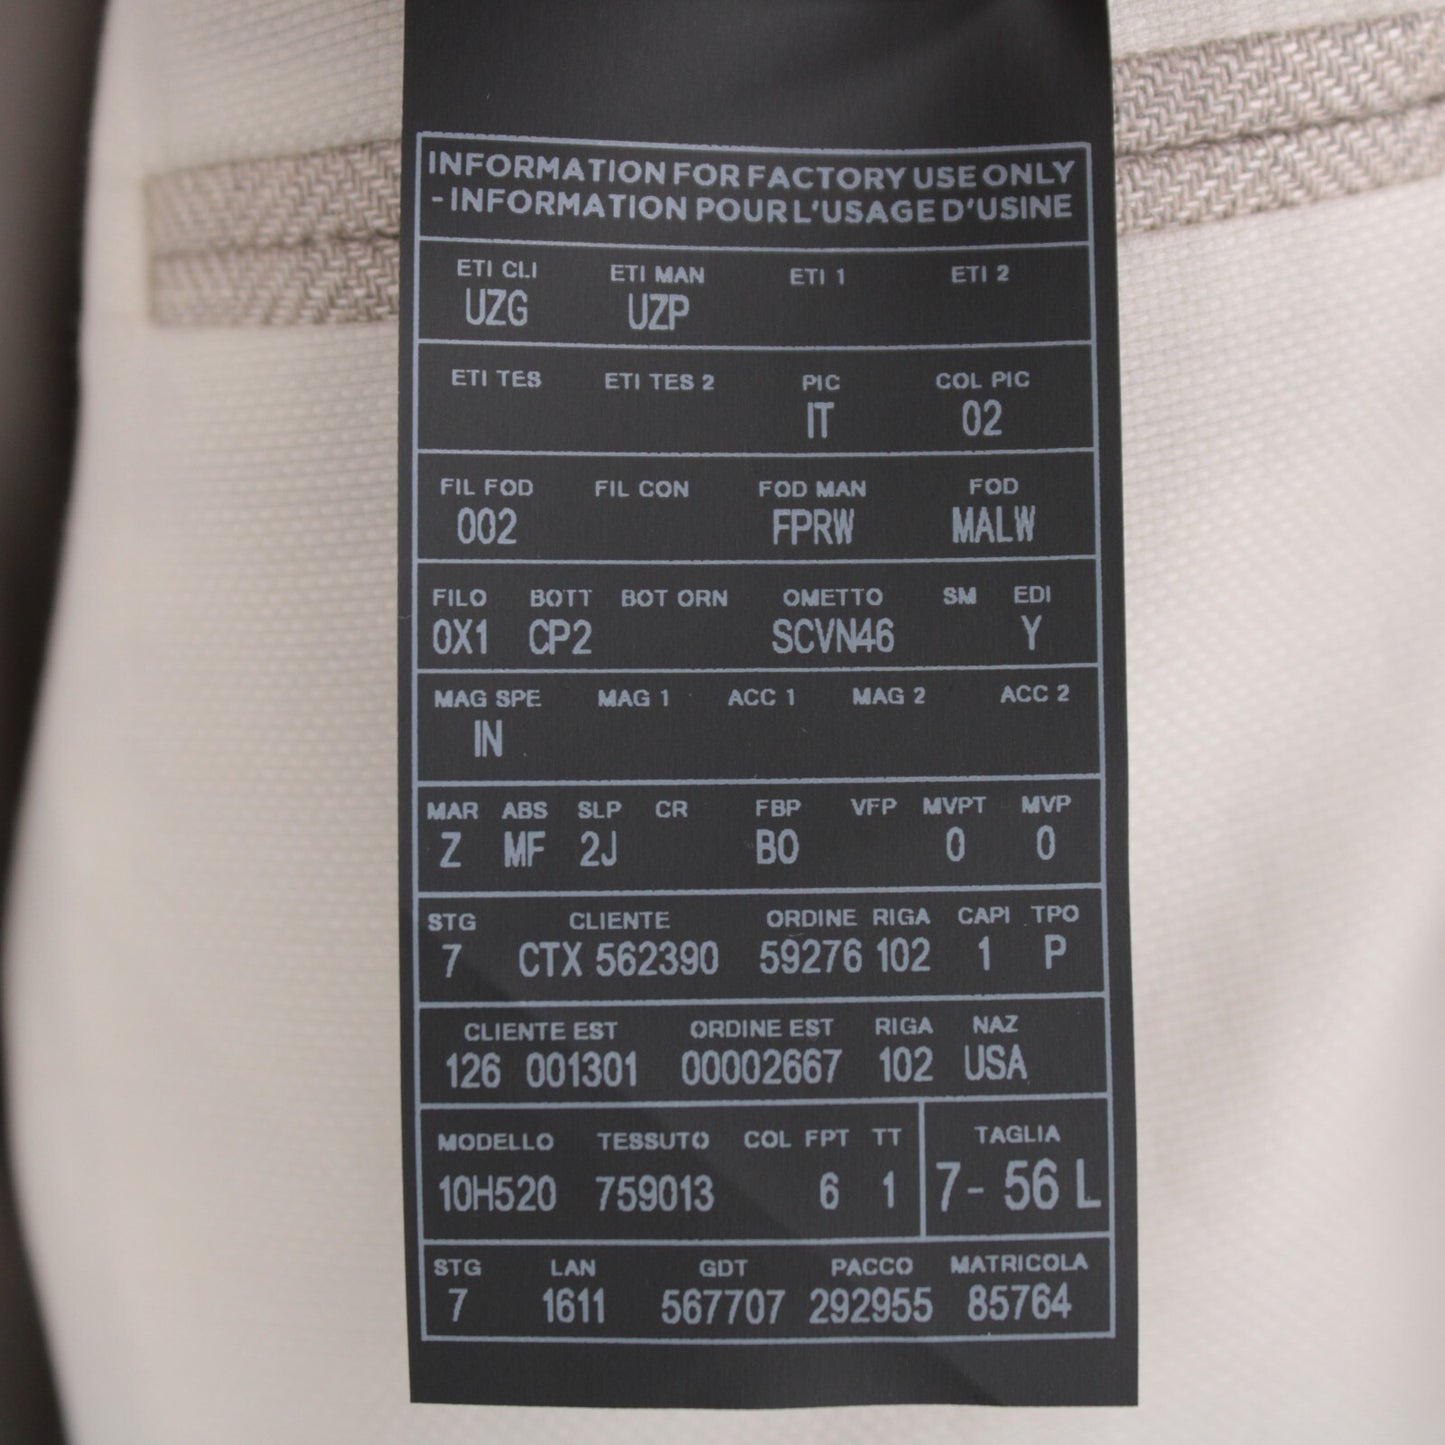 INFORMATION FOR FACTORY USE ONLY
- INFORMATION POUR L'USAGE D'USINE
ETI CLI ETI MAN ETI 1 ETI 2
UZG UZP
ETI TES ETI TES 2 PIC COL PIC
IT 02
FIL FOD FIL CON FOD MAN FOD
002 FPRW MALW
FILO BOTT BOT ORN OMETTO SM EDI
0X1 CP2 SCVN46 Y
MAG SPE MAG 1 ACC 1 MAG 2 ACC 2
IN
MAR ABS SLP CR FBP VFP MVPT MVP
Z MF 2J B0 0 0
STG CLIENTE ORDINE RIGA CAPI TPO
7 CTX 562390 59276 102 1 P
CLIENTE EST ORDINE EST RIGA NAZ
126 001301 00002667 102 USA
MODELLO TESSUTO COL FPT TT TAGLIA
10H520 759013 6 1 7- 56 L
STG LAN GDT PACCO MATRICOLA
7 1611 567707 292955 85764